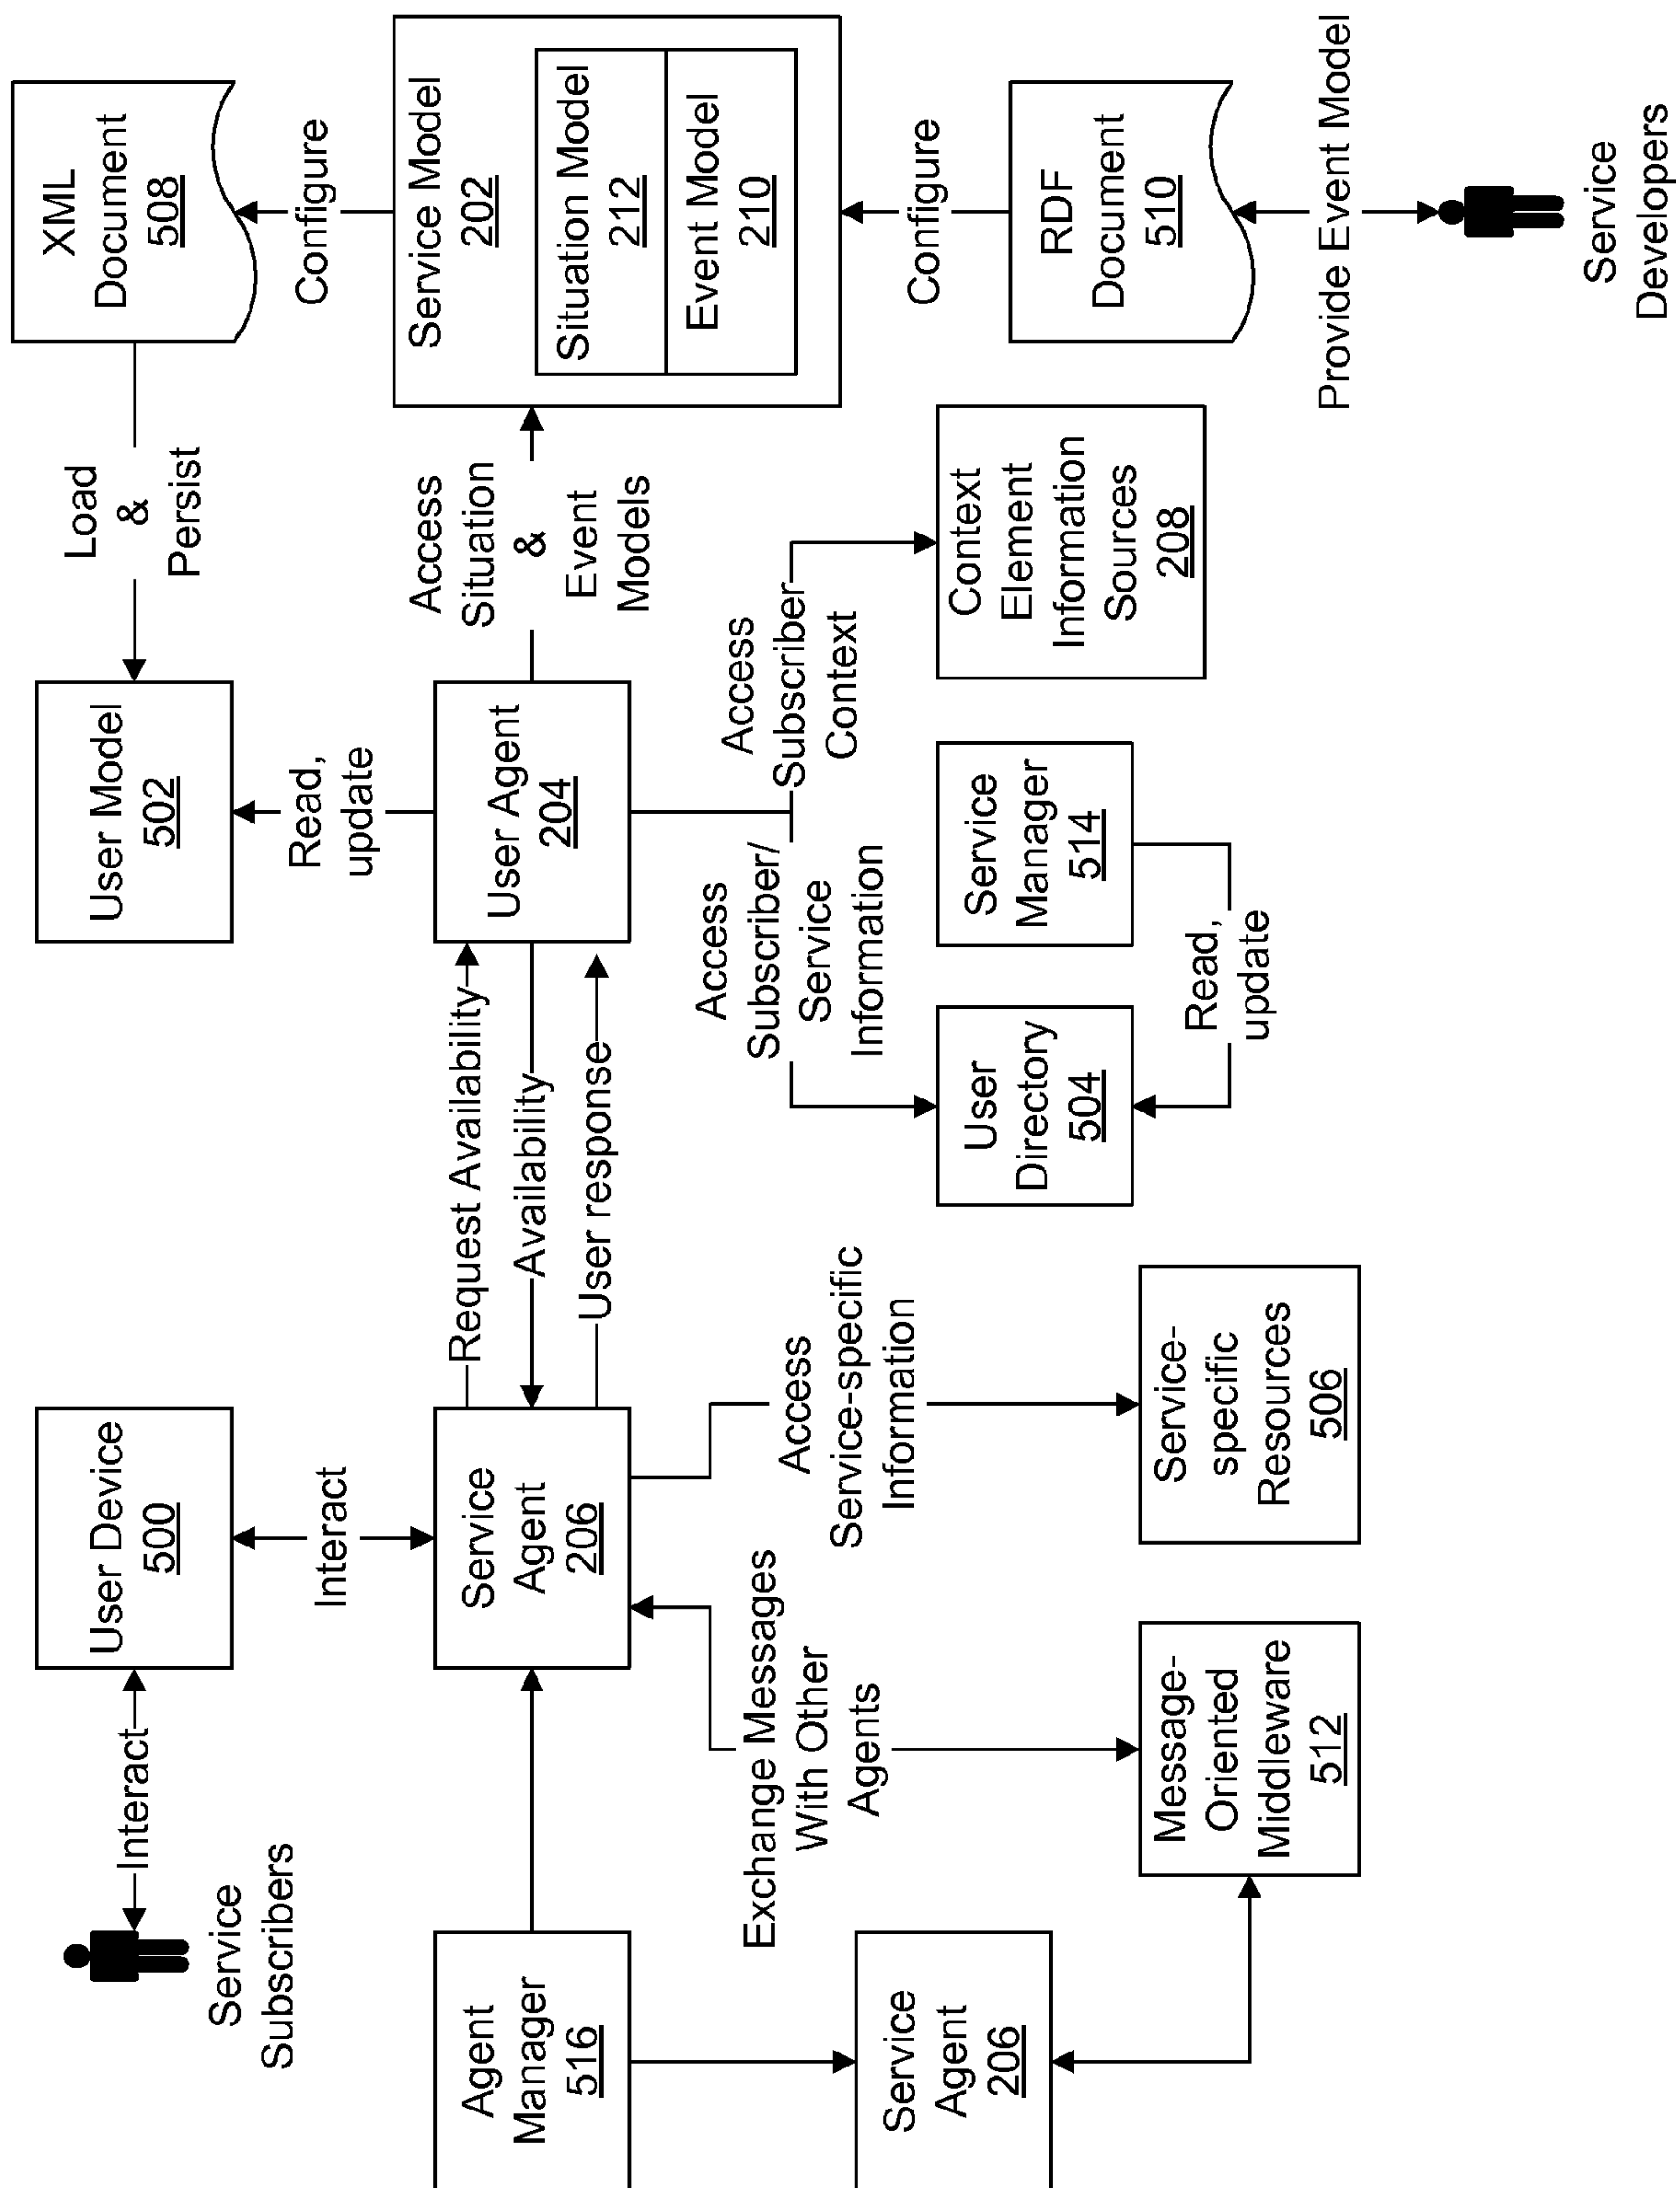 Service
Subscribers
Interact
User Device
500
User Model
502
Load
&
Persist
XML
Document
508
Interact
Read,
update
Configure
Agent
Manager
516
Service
Agent
206
Request Availability
Availability
User response
User Agent
204
Access
Situation
&
Event
Models
Service Model
202
Situation Model
212
Event Model
210
Exchange Messages
With Other
Agents
Access
Service-specific
Information
Access
Subscriber/
Service
Information
Access
Subscriber
Context
Configure
Service
Agent
206
Message-
Oriented
Middleware
512
Service-
specific
Resources
506
User
Directory
504
Service
Manager
514
Context
Element
Information
Sources
208
RDF
Document
510
Read,
update
Provide Event Model
Service
Developers